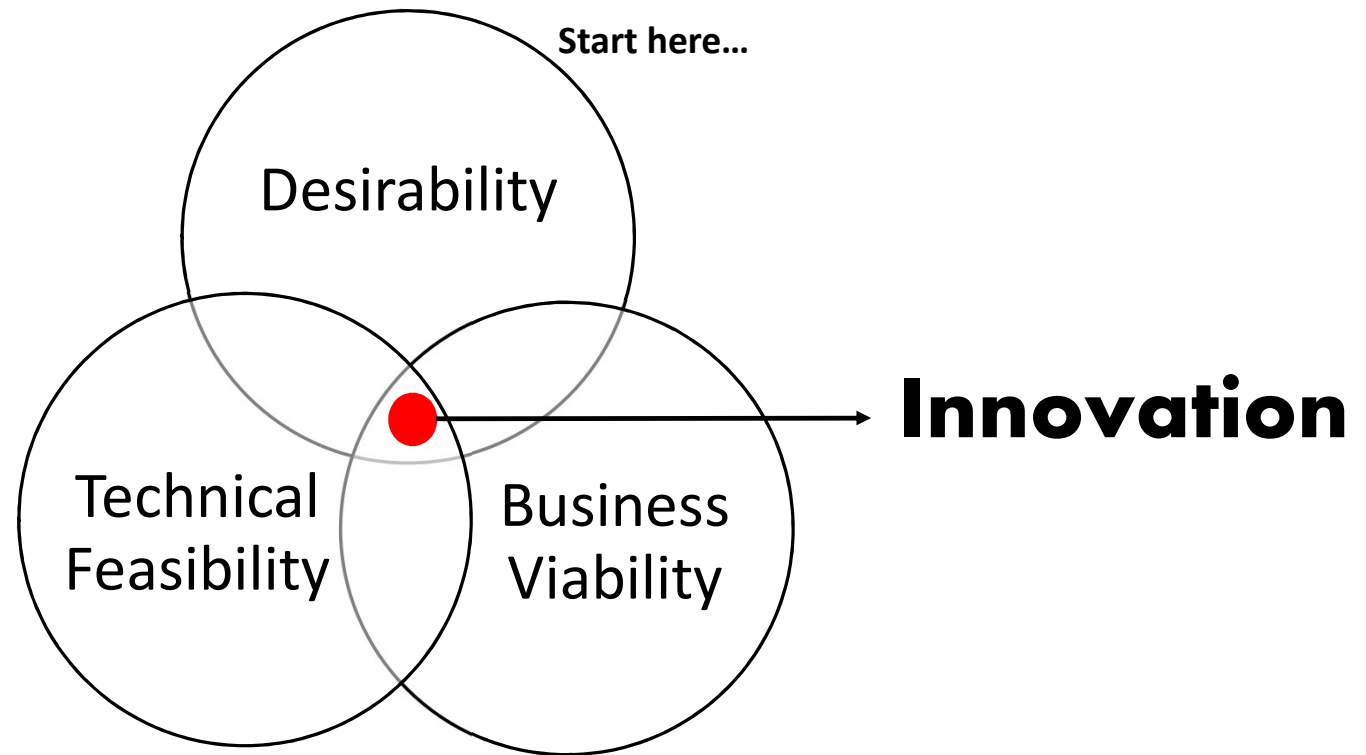 Start here…
Desirability
Innovation
Technical
Feasibility
Business
Viability